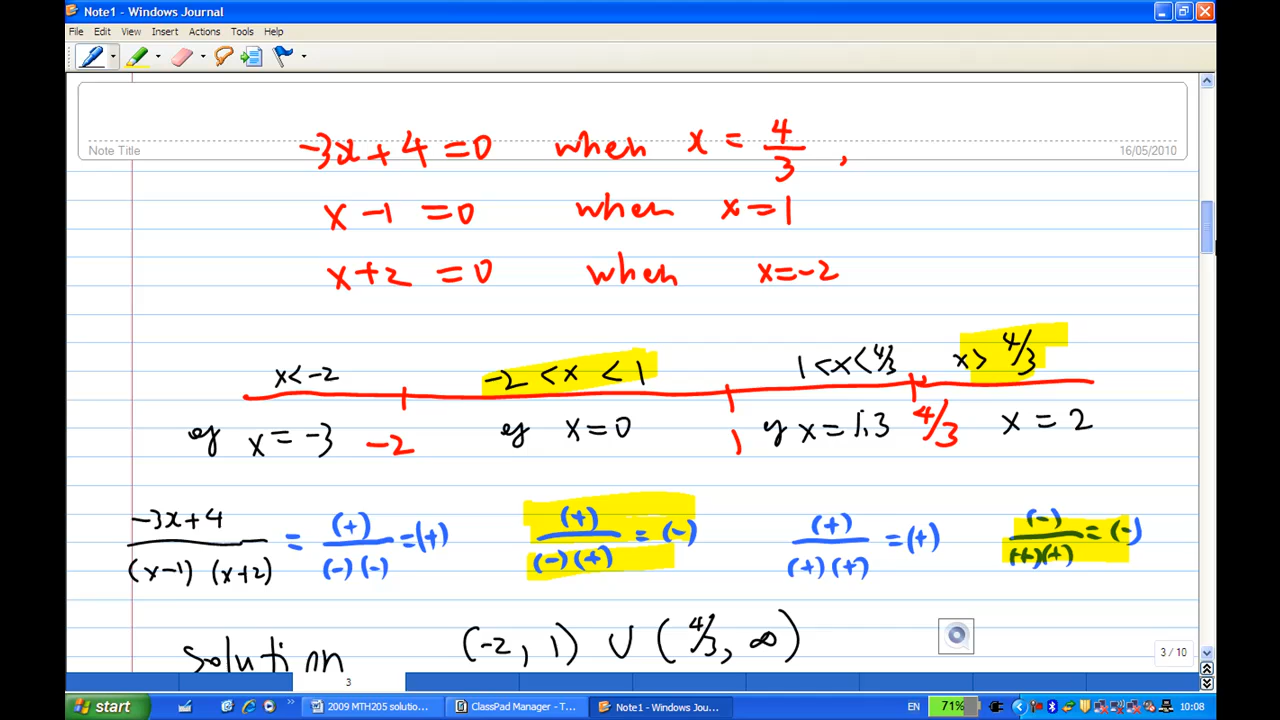 Note1 - Windows Journal
File Edit View Insert Actions Tools Help
Note Title
16/05/2010
-3x + 4 = 0 when x = 4/3 ,
x - 1 = 0 when x = 1
x + 2 = 0 when x = -2
x < -2 -2 < x < 1 1 < x < 4/3 x > 4/3
eg x = -3 -2 eg x = 0 1 eg x = 1.3 4/3 x = 2
(-3x+4)/((x-1)(x+2)) = (+)/((-)(-)) = (+) (+)/((-)(+)) = (-) (+)/((+)(+)) = (+) (-)/((+)(+)) = (-)
solution (-2, 1) ∪ (4/3, ∞)
3 / 10
3
start 2009 MTH205 solutio... ClassPad Manager - T... Note1 - Windows Jou... EN 71% 10:08